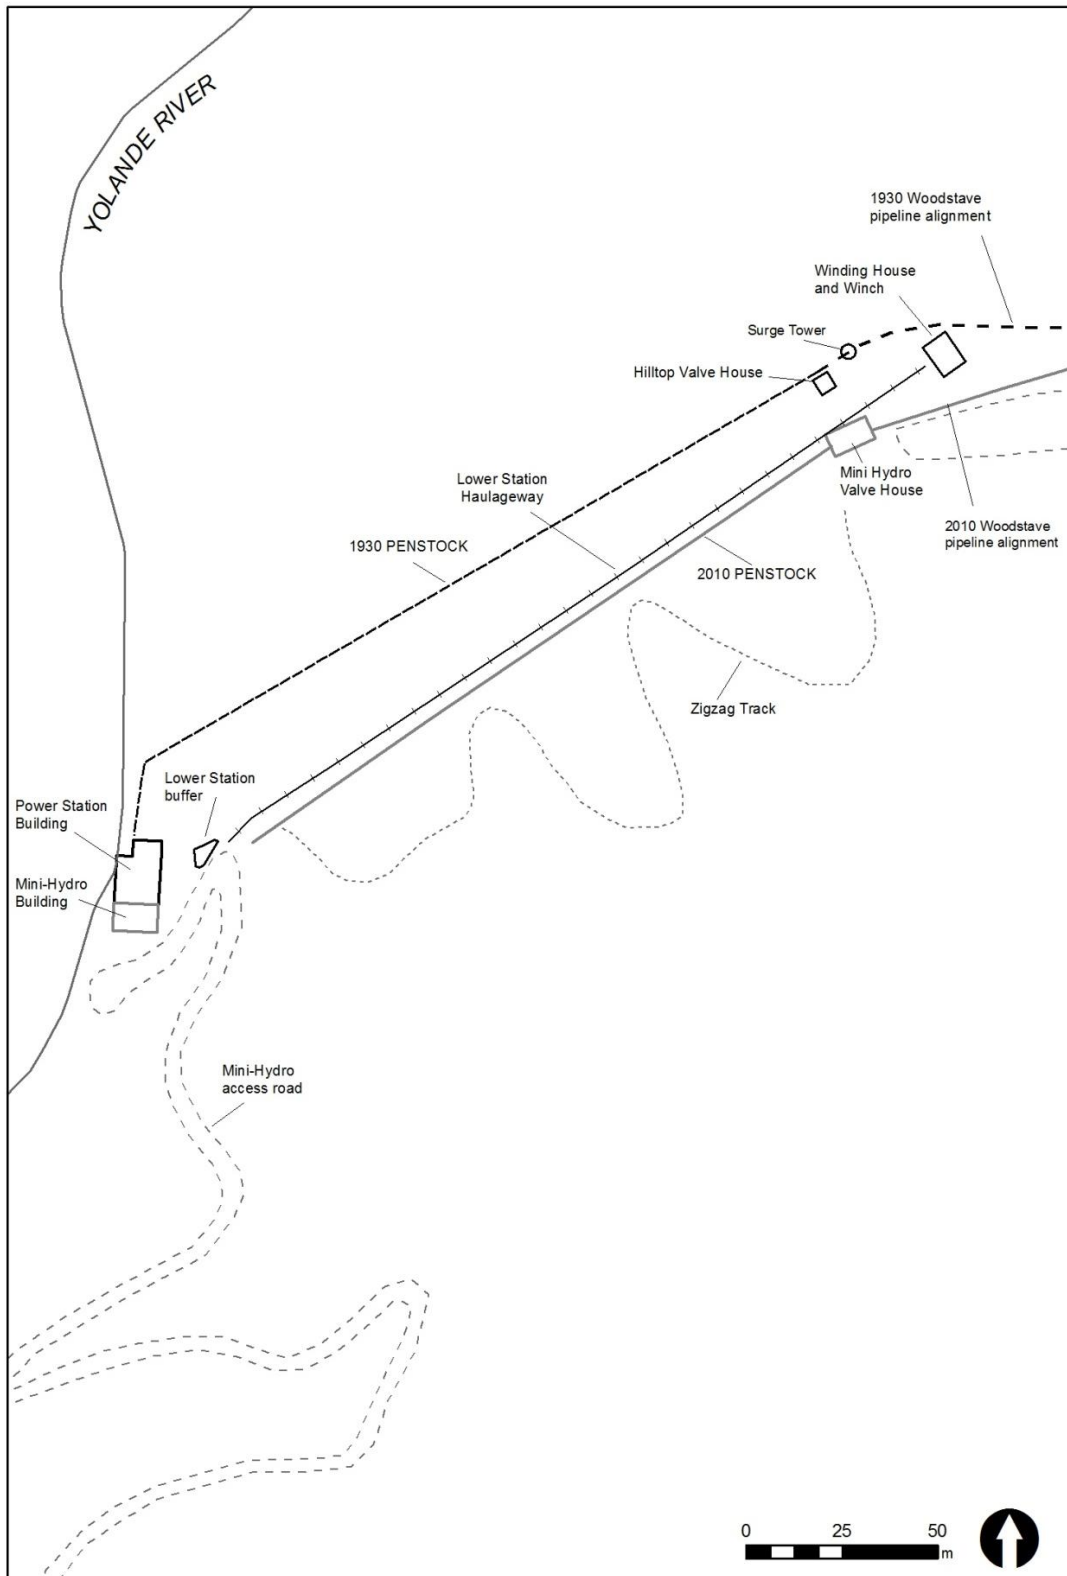 YOLANDE RIVER
1930 Woodstave
pipeline alignment
Winding House
and Winch
Surge Tower
Hilltop Valve House
Lower Station
Haulageway
Mini Hydro
Valve House
2010 Woodstave
pipeline alignment
1930 PENSTOCK
2010 PENSTOCK
Zigzag Track
Lower Station
buffer
Power Station
Building
Mini-Hydro
Building
Mini-Hydro
access road
0 25 50
m